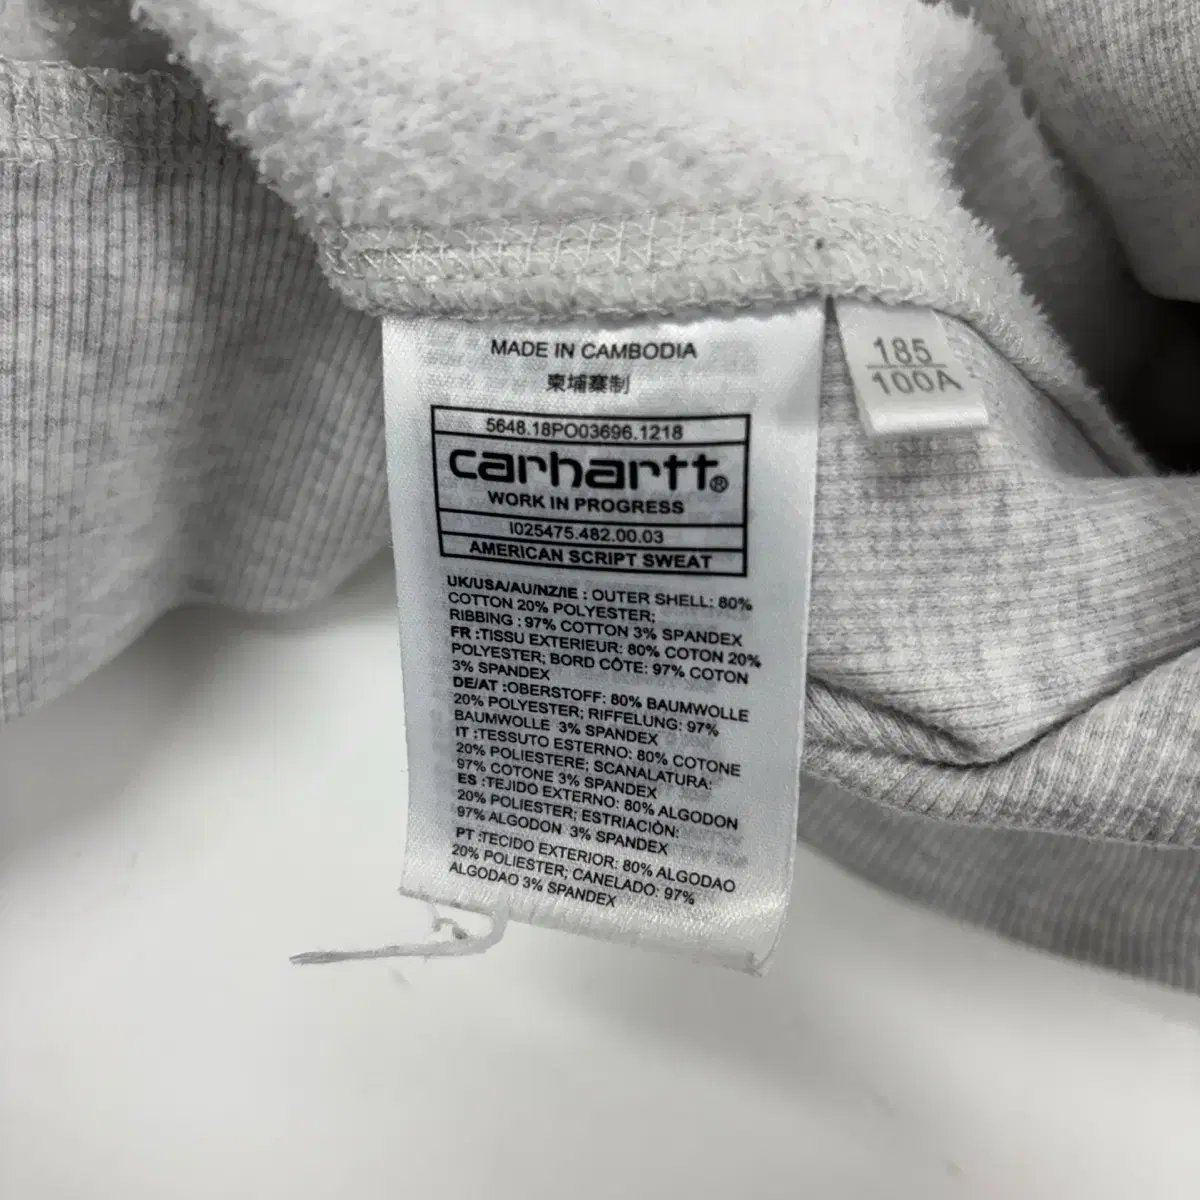 MADE IN CAMBODIA
柬埔寨制
5648.18PO03696.1218
carhartt®
WORK IN PROGRESS
I025475.482.00.03
AMERICAN SCRIPT SWEAT
UK/USA/AU/NZ/IE : OUTER SHELL: 80%
COTTON 20% POLYESTER;
RIBBING : 97% COTTON 3% SPANDEX
FR :TISSU EXTERIEUR: 80% COTON 20%
POLYESTER; BORD CÔTE: 97% COTON
3% SPANDEX
DE/AT :OBERSTOFF: 80% BAUMWOLLE
20% POLYESTER; RIFFELUNG: 97%
BAUMWOLLE 3% SPANDEX
IT :TESSUTO ESTERNO: 80% COTONE
20% POLIESTERE; SCANALATURA:
97% COTONE 3% SPANDEX
ES :TEJIDO EXTERNO: 80% ALGODON
20% POLIESTER; ESTRIACIÓN:
97% ALGODON 3% SPANDEX
PT :TECIDO EXTERIOR: 80% ALGODAO
20% POLIESTER; CANELADO: 97%
ALGODAO 3% SPANDEX
185
100A